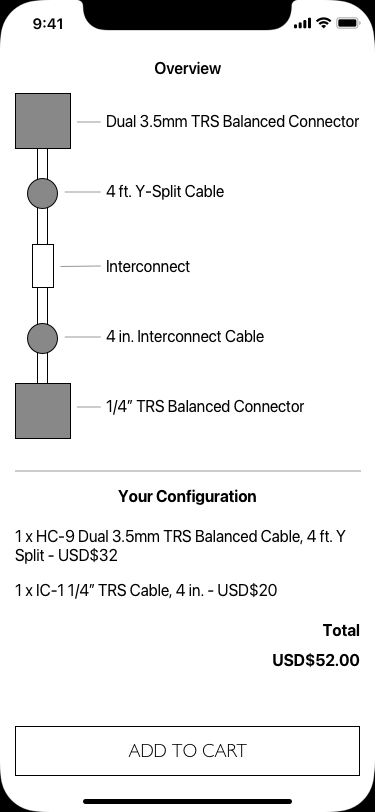 9:41
Overview
Dual 3.5mm TRS Balanced Connector
4 ft. Y-Split Cable
Interconnect
4 in. Interconnect Cable
1/4” TRS Balanced Connector
Your Configuration
1 x HC-9 Dual 3.5mm TRS Balanced Cable, 4 ft. Y
Split - USD$32
1 x IC-1 1/4” TRS Cable, 4 in. - USD$20
Total
USD$52.00
ADD TO CART